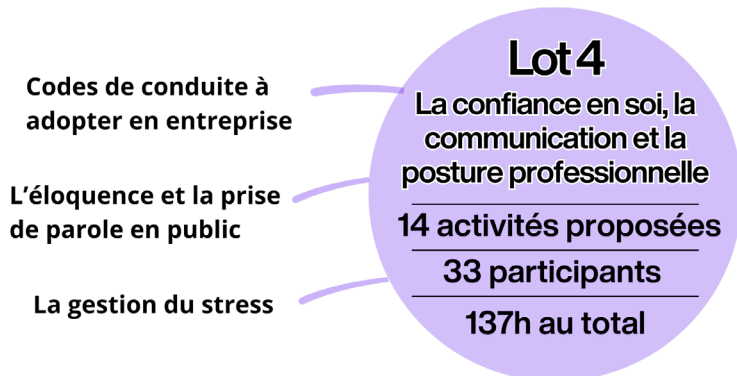 Codes de conduite à
adopter en entreprise
L’éloquence et la prise
de parole en public
La gestion du stress
Lot 4
La confiance en soi, la
communication et la
posture professionnelle
14 activités proposées
33 participants
137h au total